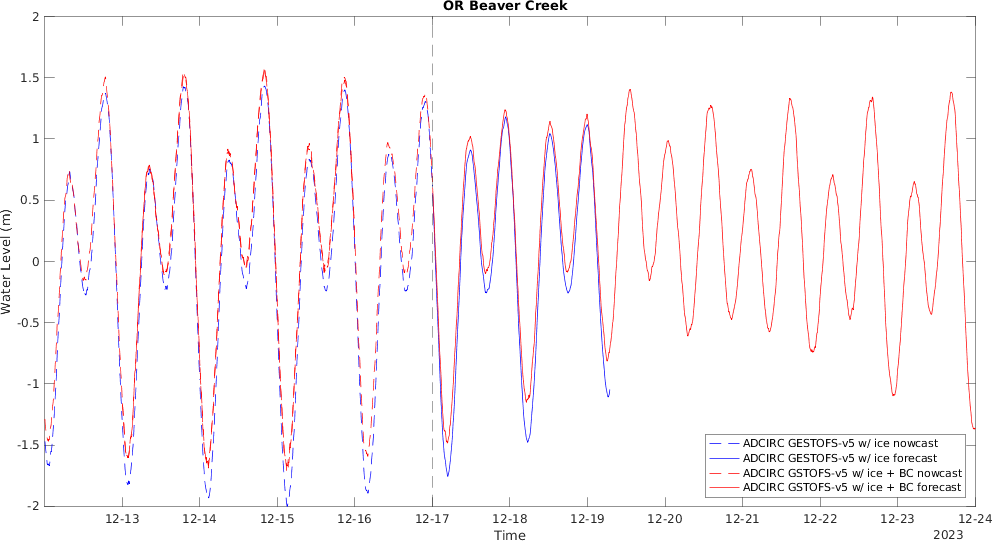 OR Beaver Creek
2
1.5
1
0.5
0
-0.5
-1
-1.5
-2
Water Level (m)
12-13 12-14 12-15 12-16 12-17 12-18 12-19 12-20 12-21 12-22 12-23 12-24
Time
2023
ADCIRC GESTOFS-v5 w/ ice nowcast
ADCIRC GESTOFS-v5 w/ ice forecast
ADCIRC GSTOFS-v5 w/ ice + BC nowcast
ADCIRC GSTOFS-v5 w/ ice + BC forecast